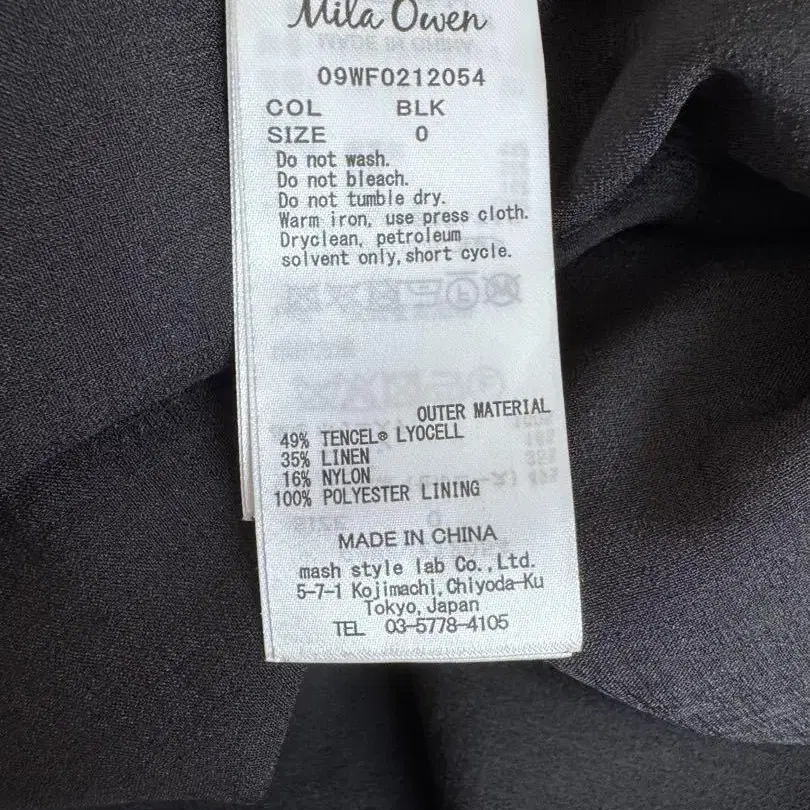 Mila Owen
09WF0212054
COL BLK
SIZE 0
Do not wash.
Do not bleach.
Do not tumble dry.
Warm iron, use press cloth.
Dryclean, petroleum
solvent only, short cycle.
OUTER MATERIAL
49% TENCEL® LYOCELL
35% LINEN
16% NYLON
100% POLYESTER LINING
MADE IN CHINA
mash style lab Co., Ltd.
5-7-1 Kojimachi, Chiyoda-Ku
Tokyo, Japan
TEL 03-5778-4105